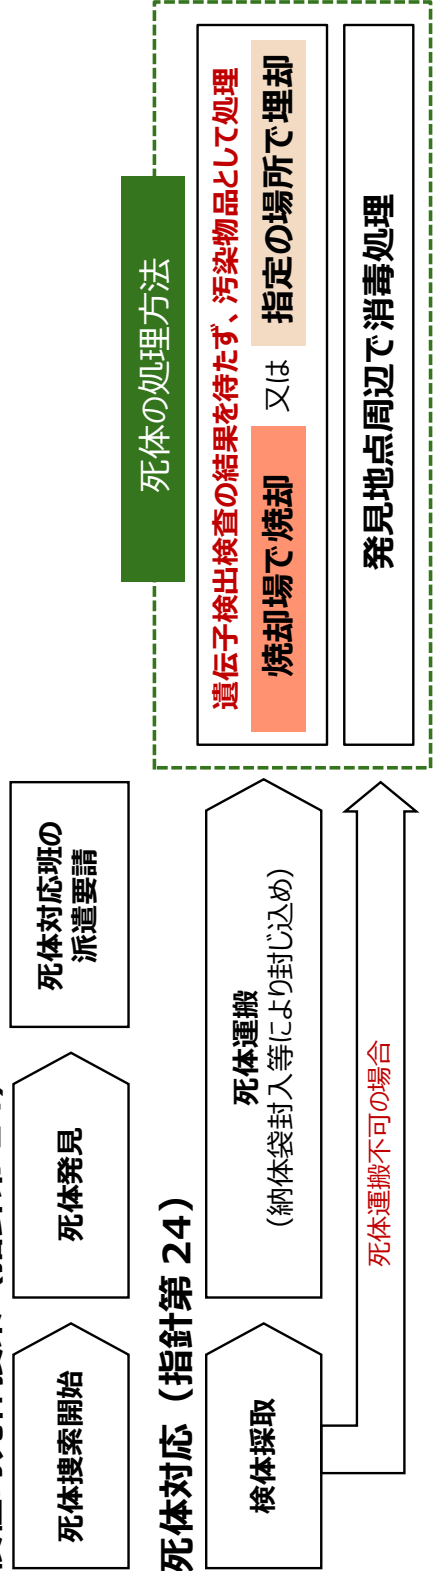 死体捜索開始
死体発見
死体対応班の
派遣要請
死体対応（指針第 24）
検体採取
死体運搬
（納体袋封入等により封じ込め）
死体運搬不可の場合
死体の処理方法
遺伝子検出検査の結果を待たず、汚染物品として処理
焼却場で焼却 又は 指定の場所で埋却
発見地点周辺で消毒処理